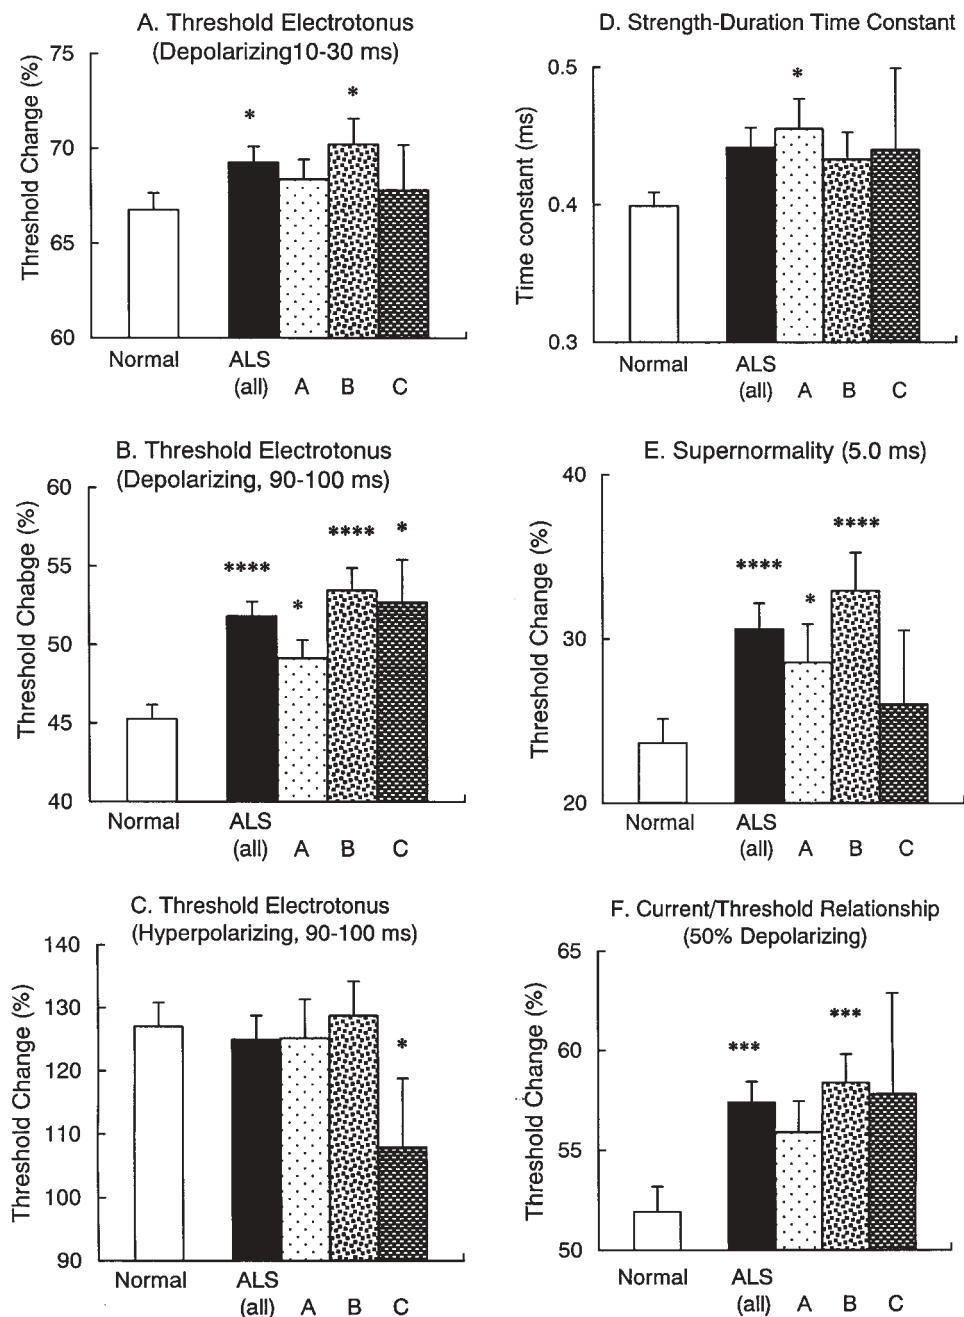 A. Threshold Electrotonus
(Depolarizing10-30 ms)
Threshold Change (%)
75
70
65
60
*
*
Normal
ALS
(all)
A
B
C
B. Threshold Electrotonus
(Depolarizing, 90-100 ms)
Threshold Chabge (%)
60
55
50
45
40
****
*
****
*
Normal
ALS
(all)
A
B
C
C. Threshold Electrotonus
(Hyperpolarizing, 90-100 ms)
Threshold Change (%)
140
130
120
110
100
90
*
Normal
ALS
(all)
A
B
C
D. Strength-Duration Time Constant
Time constant (ms)
0.5
0.4
0.3
*
Normal
ALS
(all)
A
B
C
E. Supernormality (5.0 ms)
Threshold Change (%)
40
30
20
****
*
****
Normal
ALS
(all)
A
B
C
F. Current/Threshold Relationship
(50% Depolarizing)
Threshold Change (%)
65
60
55
50
***
***
Normal
ALS
(all)
A
B
C